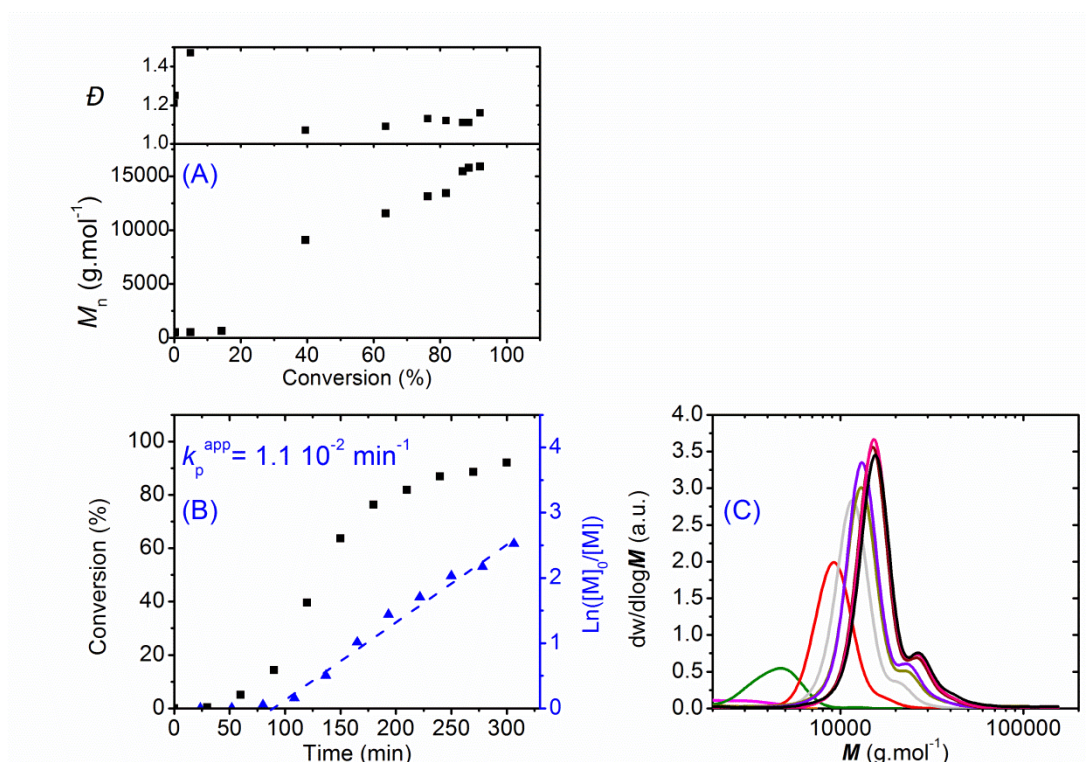 1.4
1.2
1.0
Đ
(A)
15000
10000
5000
0
Mn (g.mol-1)
0 20 40 60 80 100
Conversion (%)
100
80
60
40
20
0
Conversion (%)
kp app = 1.1 10-2 min-1
(B)
4
3
2
1
0
Ln([M]0/[M])
0 50 100 150 200 250 300
Time (min)
4.0
3.5
3.0
2.5
2.0
1.5
1.0
0.5
0.0
dw/dlogM (a.u.)
(C)
10000 100000
M (g.mol-1)